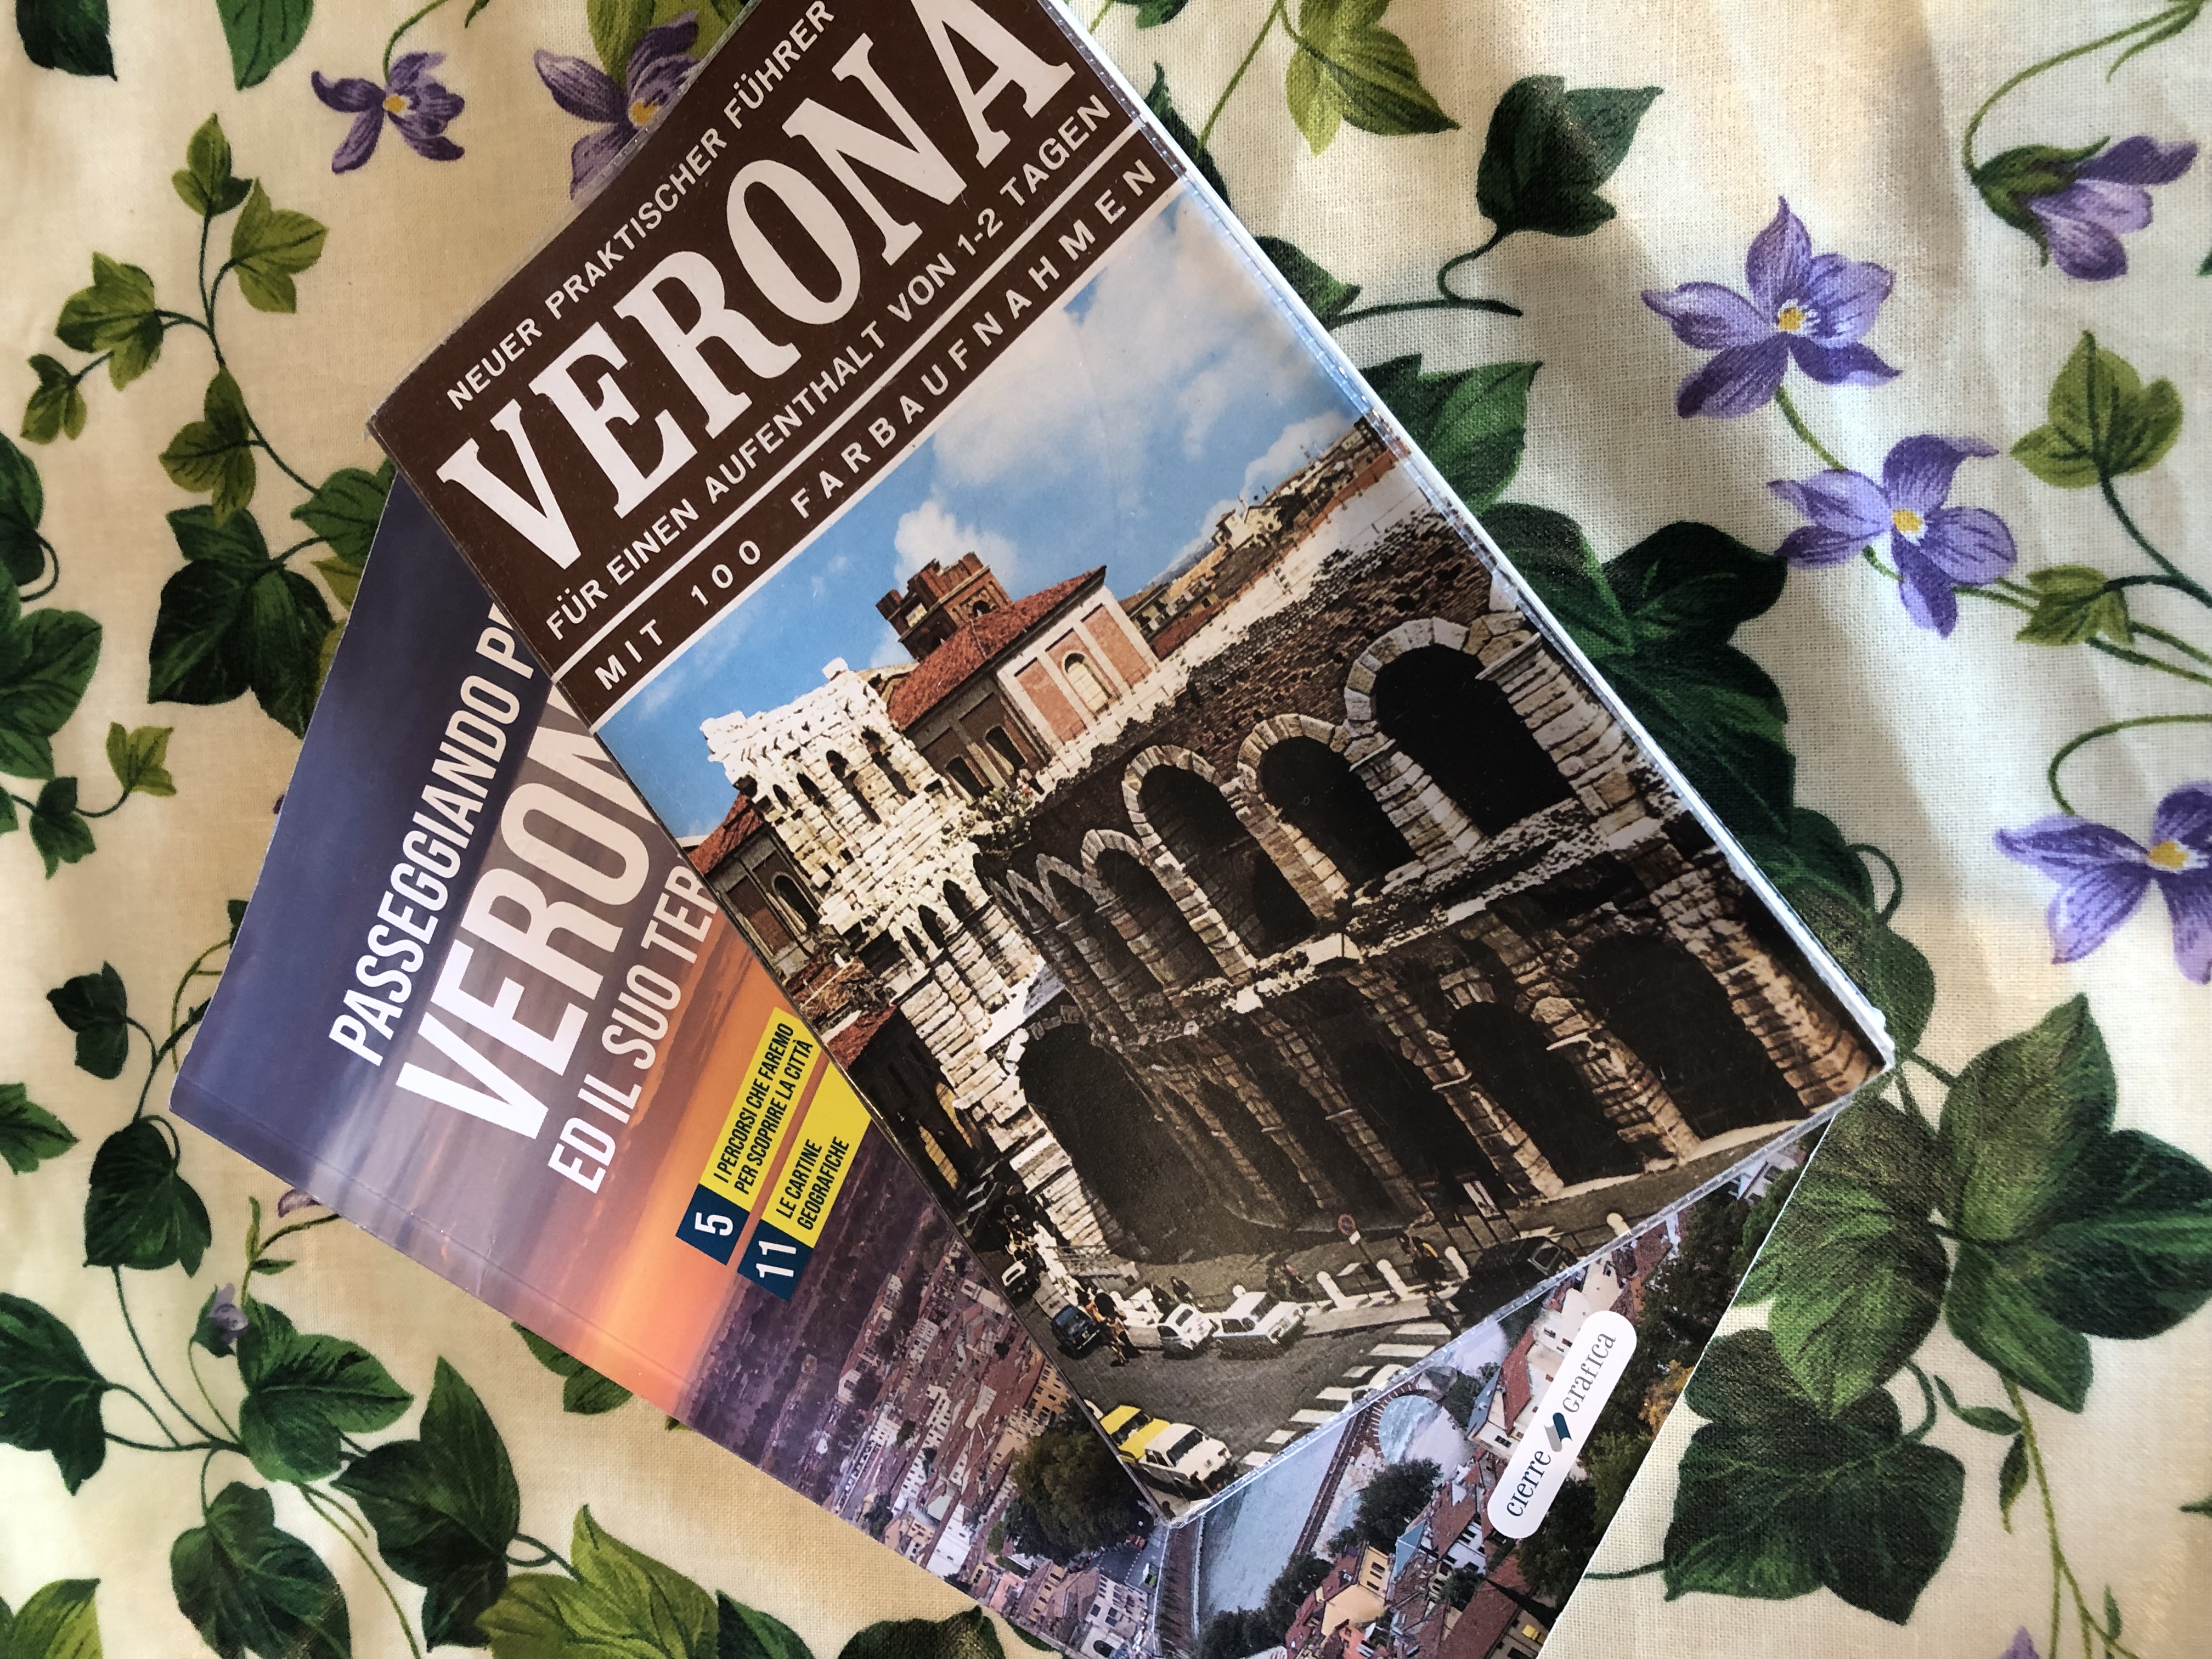 PASSEGGIANDO
VERON
ED IL SUO
5
I PERCORSI CHE FAREMO
PER SCOPRIRE LA CITTÀ
11
LE CARTINE
GEOGRAFICHE
cierre
Grafica
NEUER PRAKTISCHER FÜHRER
VERONA
FÜR EINEN AUFENTHALT VON 1-2 TAGEN
MIT 100 FARBAUFNAHMEN